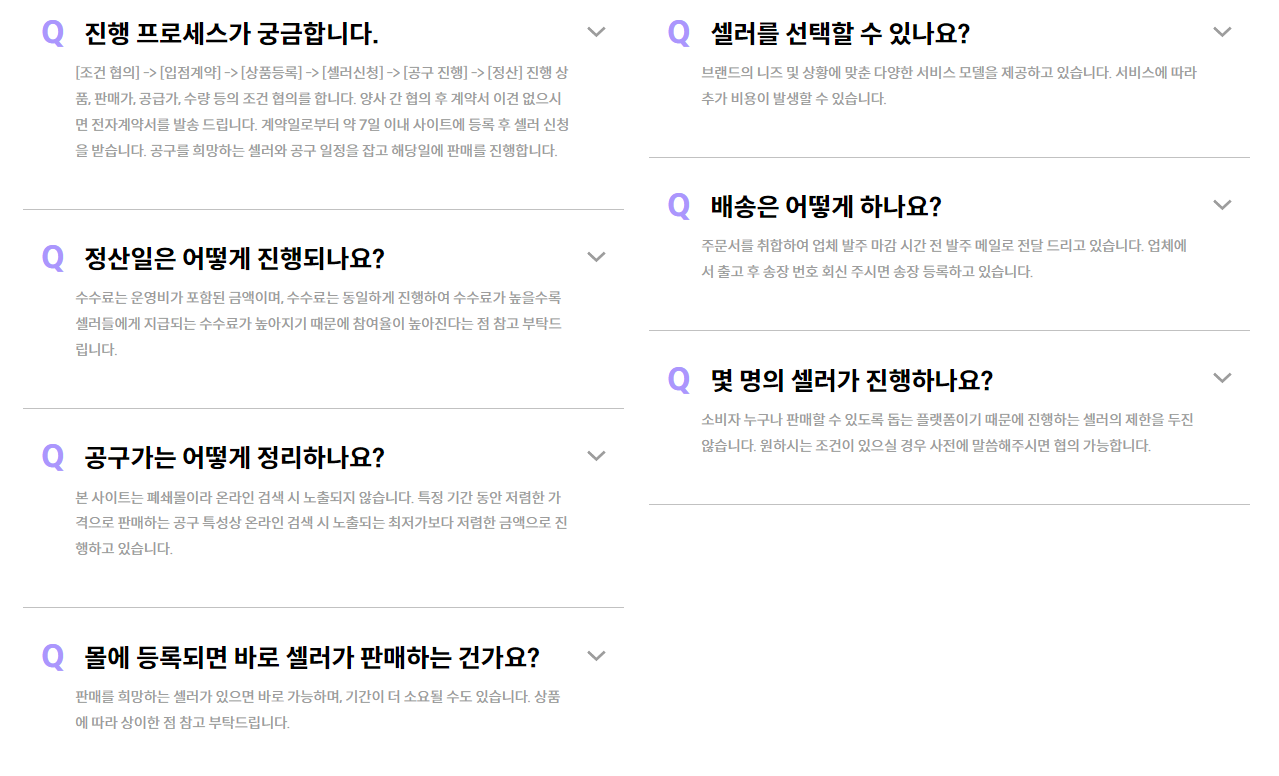 Q 진행 프로세스가 궁금합니다.
[조건 협의] -> [입점계약] -> [상품등록] -> [셀러신청] -> [공구 진행] -> [정산] 진행 상
품, 판매가, 공급가, 수량 등의 조건 협의를 합니다. 양사 간 협의 후 계약서 이견 없으시
면 전자계약서를 발송 드립니다. 계약일로부터 약 7일 이내 사이트에 등록 후 셀러 신청
을 받습니다. 공구를 희망하는 셀러와 공구 일정을 잡고 해당일에 판매를 진행합니다.
Q 정산일은 어떻게 진행되나요?
수수료는 운영비가 포함된 금액이며, 수수료는 동일하게 진행하여 수수료가 높을수록
셀러들에게 지급되는 수수료가 높아지기 때문에 참여율이 높아진다는 점 참고 부탁드
립니다.
Q 공구가는 어떻게 정리하나요?
본 사이트는 폐쇄몰이라 온라인 검색 시 노출되지 않습니다. 특정 기간 동안 저렴한 가
격으로 판매하는 공구 특성상 온라인 검색 시 노출되는 최저가보다 저렴한 금액으로 진
행하고 있습니다.
Q 몰에 등록되면 바로 셀러가 판매하는 건가요?
판매를 희망하는 셀러가 있으면 바로 가능하며, 기간이 더 소요될 수도 있습니다. 상품
에 따라 상이한 점 참고 부탁드립니다.
Q 셀러를 선택할 수 있나요?
브랜드의 니즈 및 상황에 맞춘 다양한 서비스 모델을 제공하고 있습니다. 서비스에 따라
추가 비용이 발생할 수 있습니다.
Q 배송은 어떻게 하나요?
주문서를 취합하여 업체 발주 마감 시간 전 발주 메일로 전달 드리고 있습니다. 업체에
서 출고 후 송장 번호 회신 주시면 송장 등록하고 있습니다.
Q 몇 명의 셀러가 진행하나요?
소비자 누구나 판매할 수 있도록 돕는 플랫폼이기 때문에 진행하는 셀러의 제한을 두진
않습니다. 원하시는 조건이 있으실 경우 사전에 말씀해주시면 협의 가능합니다.